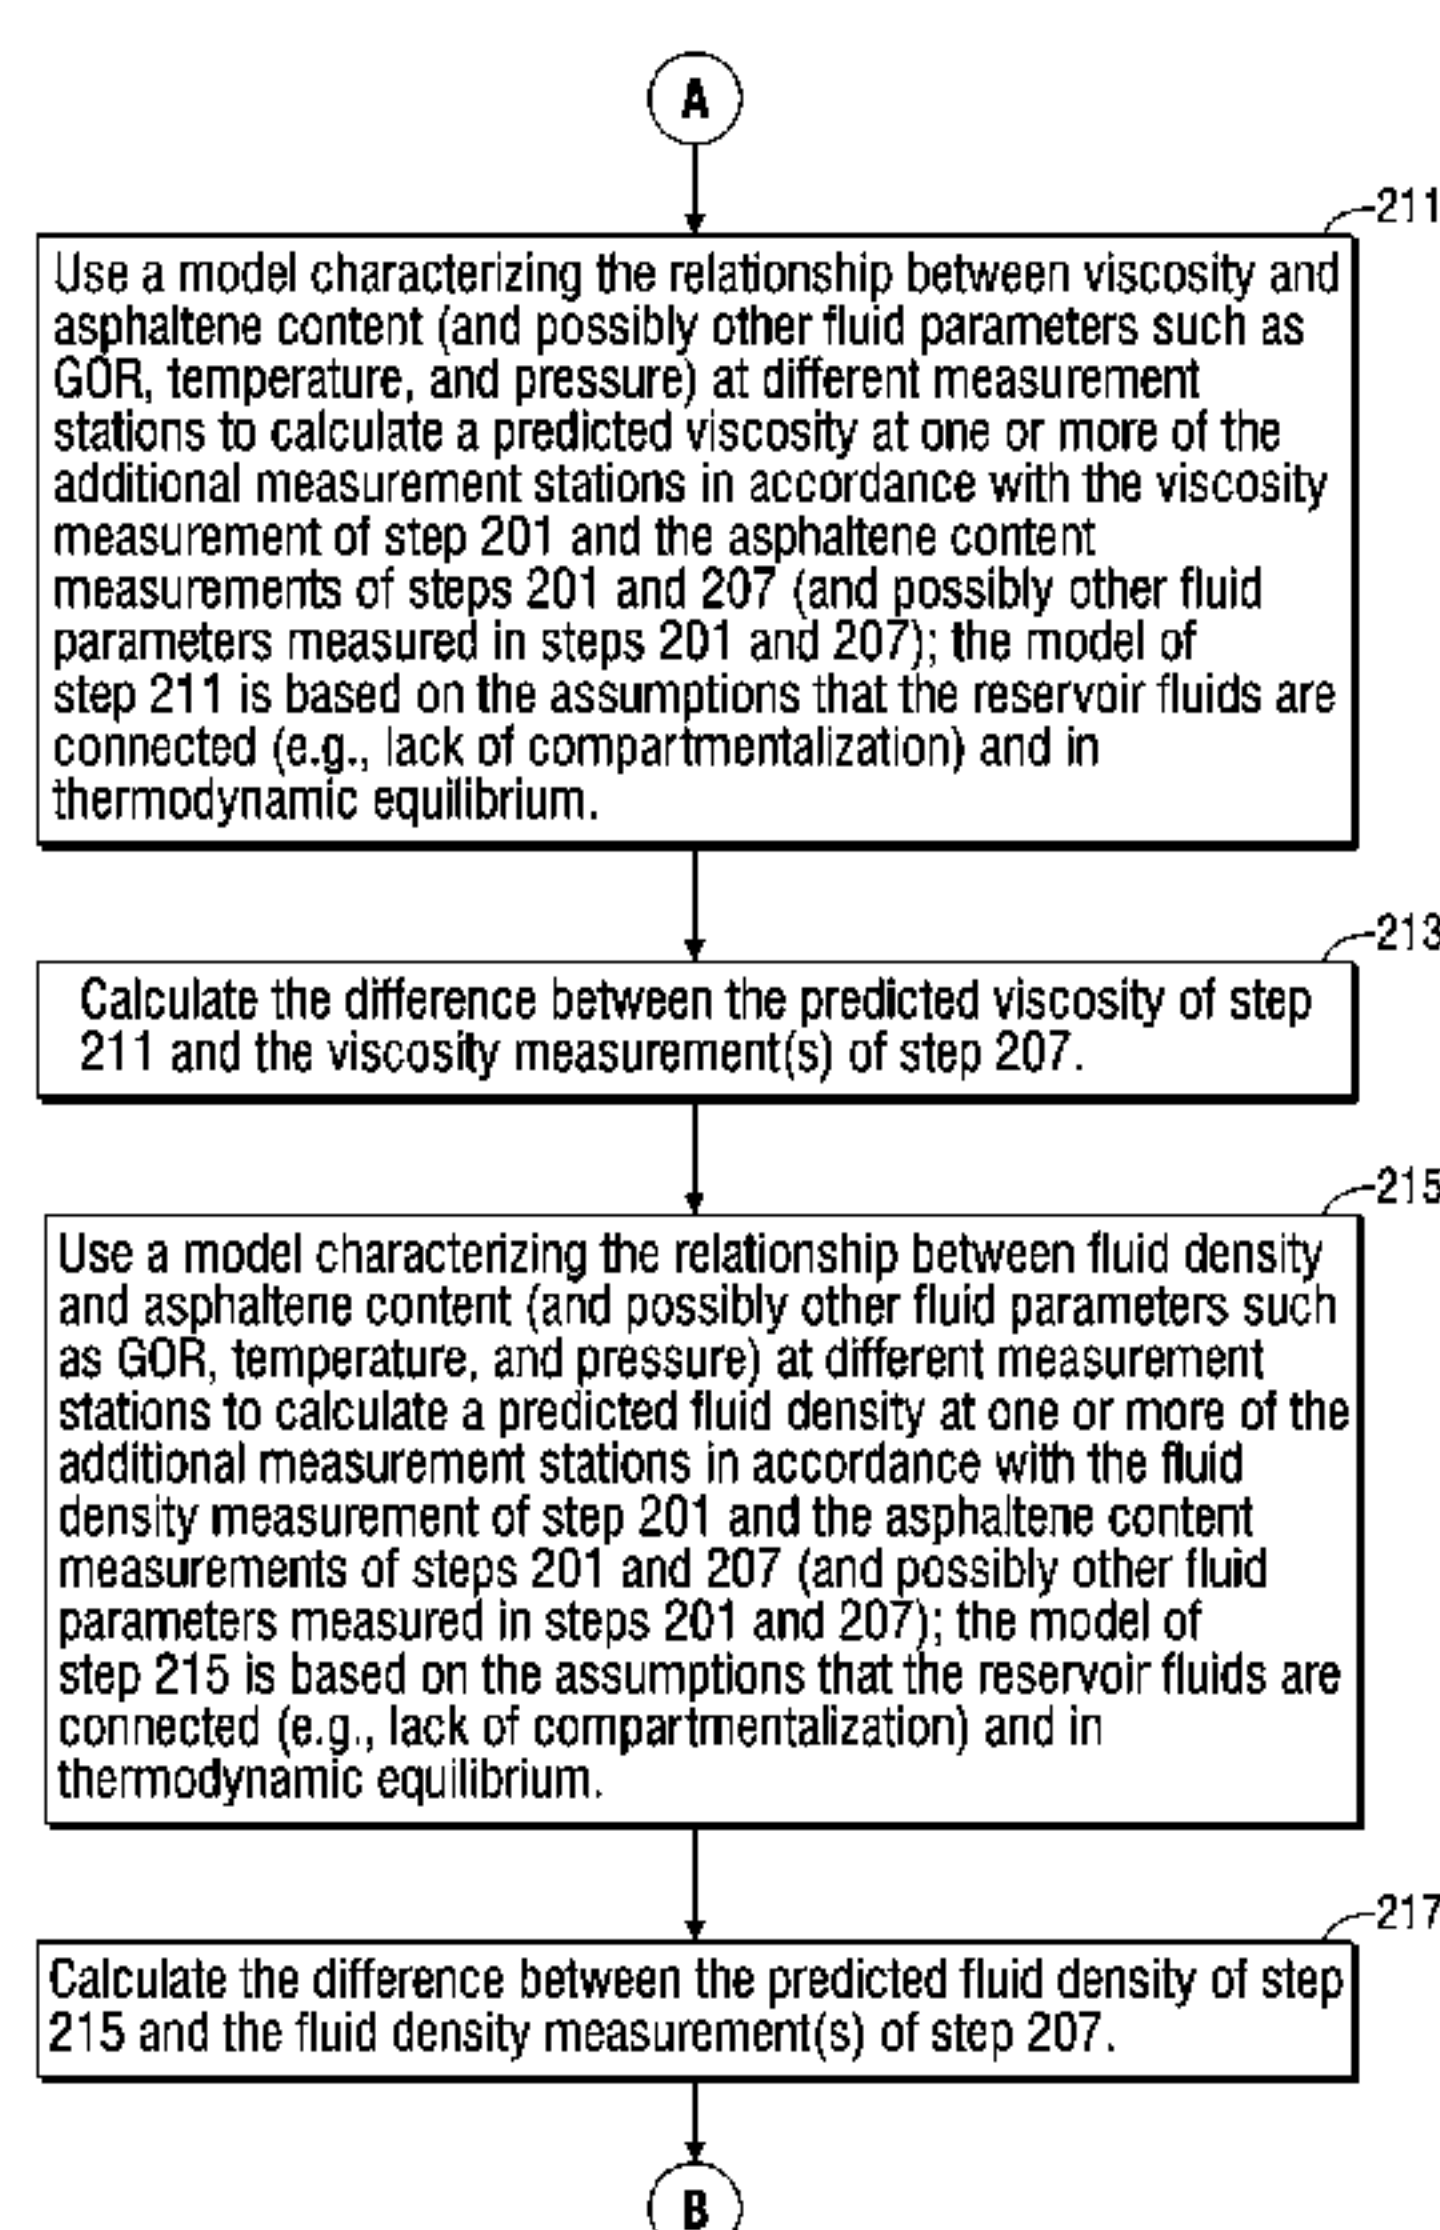 A
211
Use a model characterizing the relationship between viscosity and
asphaltene content (and possibly other fluid parameters such as
GOR, temperature, and pressure) at different measurement
stations to calculate a predicted viscosity at one or more of the
additional measurement stations in accordance with the viscosity
measurement of step 201 and the asphaltene content
measurements of steps 201 and 207 (and possibly other fluid
parameters measured in steps 201 and 207); the model of
step 211 is based on the assumptions that the reservoir fluids are
connected (e.g., lack of compartmentalization) and in
thermodynamic equilibrium.
213
Calculate the difference between the predicted viscosity of step
211 and the viscosity measurement(s) of step 207.
215
Use a model characterizing the relationship between fluid density
and asphaltene content (and possibly other fluid parameters such
as GOR, temperature, and pressure) at different measurement
stations to calculate a predicted fluid density at one or more of the
additional measurement stations in accordance with the fluid
density measurement of step 201 and the asphaltene content
measurements of steps 201 and 207 (and possibly other fluid
parameters measured in steps 201 and 207); the model of
step 215 is based on the assumptions that the reservoir fluids are
connected (e.g., lack of compartmentalization) and in
thermodynamic equilibrium.
217
Calculate the difference between the predicted fluid density of step
215 and the fluid density measurement(s) of step 207.
B